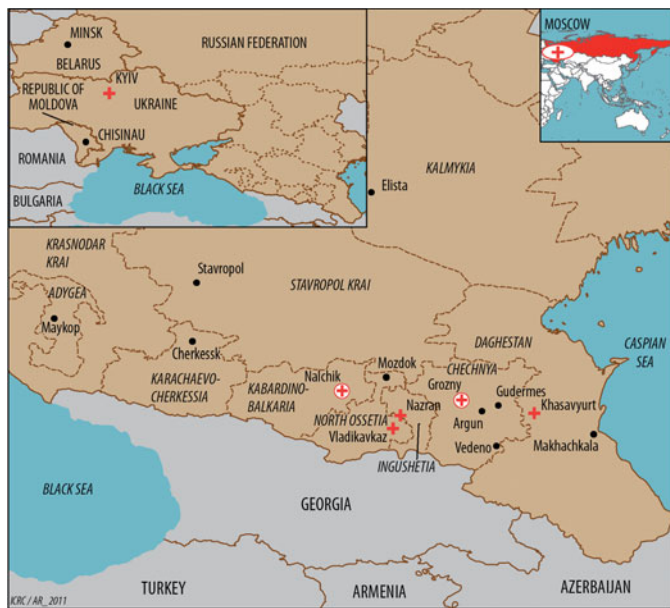 MINSK
BELARUS
RUSSIAN FEDERATION
KYIV
REPUBLIC OF
MOLDOVA
UKRAINE
CHISINAU
ROMANIA
BLACK SEA
BULGARIA
MOSCOW
KALMYKIA
Elista
KRASNODAR
KRAI
ADYGEA
Maykop
Stavropol
STAVROPOL KRAI
Cherkessk
KARACHAEVO-
CHERKESSIA
DAGHESTAN
CASPIAN
SEA
Mozdok
CHECHNYA
Nalchik
Grozny
Gudermes
KABARDINO-
BALKARIA
Nazran
Khasavyurt
NORTH OSSETIA
Argun
Vladikavkaz
Vedeno
Makhachkala
INGUSHETIA
BLACK SEA
GEORGIA
TURKEY
ARMENIA
AZERBAIJAN
ICRC / AR_2011